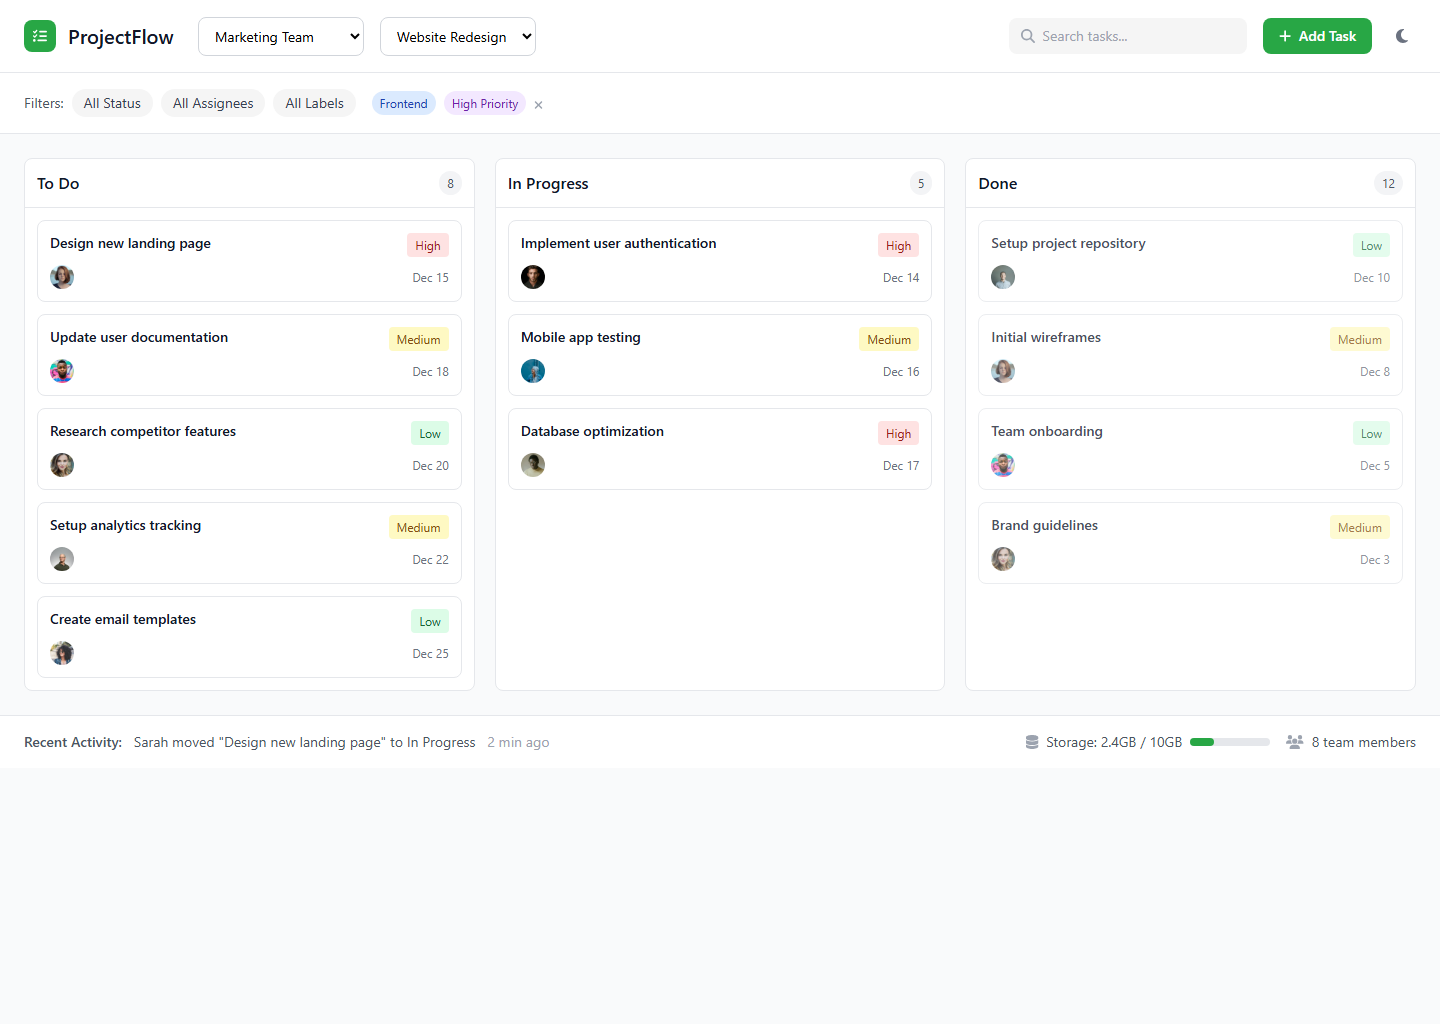 ProjectFlow
Marketing Team
Website Redesign
Search tasks...
Add Task
Filters:
All Status
All Assignees
All Labels
Frontend
High Priority
×
To Do
8
Design new landing page
High
Dec 15
Update user documentation
Medium
Dec 18
Research competitor features
Low
Dec 20
Setup analytics tracking
Medium
Dec 22
Create email templates
Low
Dec 25
In Progress
5
Implement user authentication
High
Dec 14
Mobile app testing
Medium
Dec 16
Database optimization
High
Dec 17
Done
12
Setup project repository
Low
Dec 10
Initial wireframes
Medium
Dec 8
Team onboarding
Low
Dec 5
Brand guidelines
Medium
Dec 3
Recent Activity: Sarah moved "Design new landing page" to In Progress 2 min ago
Storage: 2.4GB / 10GB
8 team members